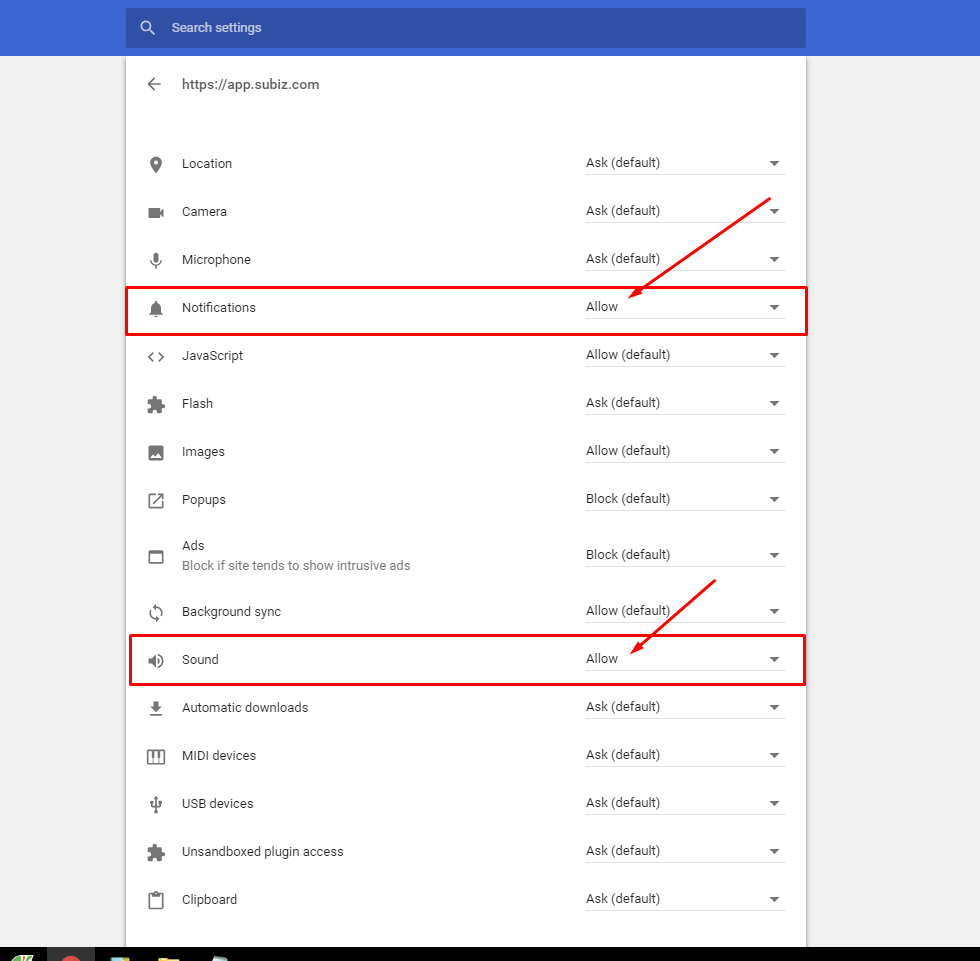 Search settings
https://app.subiz.com
Location Ask (default)
Camera Ask (default)
Microphone Ask (default)
Notifications Allow
JavaScript Allow (default)
Flash Ask (default)
Images Allow (default)
Popups Block (default)
Ads
Block if site tends to show intrusive ads
Block (default)
Background sync Allow (default)
Sound Allow
Automatic downloads Ask (default)
MIDI devices Ask (default)
USB devices Ask (default)
Unsandboxed plugin access Ask (default)
Clipboard Ask (default)